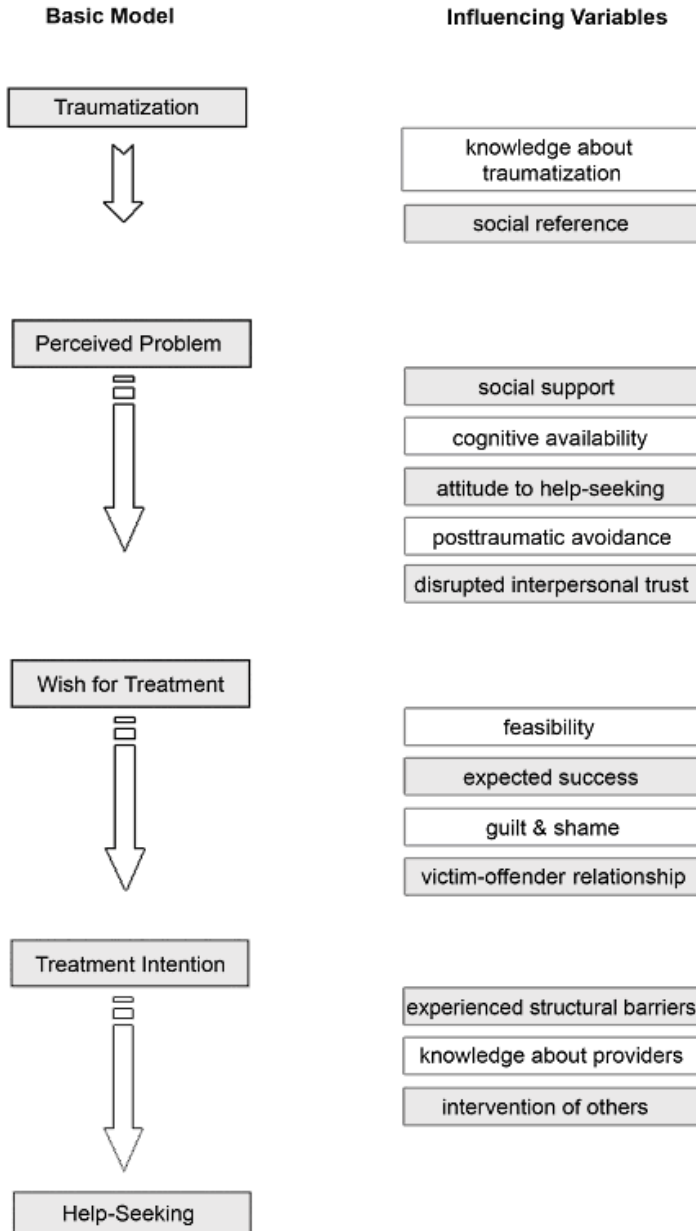 Basic Model
Influencing Variables
Traumatization
knowledge about
traumatization
social reference
Perceived Problem
social support
cognitive availability
attitude to help-seeking
posttraumatic avoidance
disrupted interpersonal trust
Wish for Treatment
feasibility
expected success
guilt & shame
victim-offender relationship
Treatment Intention
experienced structural barriers
knowledge about providers
intervention of others
Help-Seeking